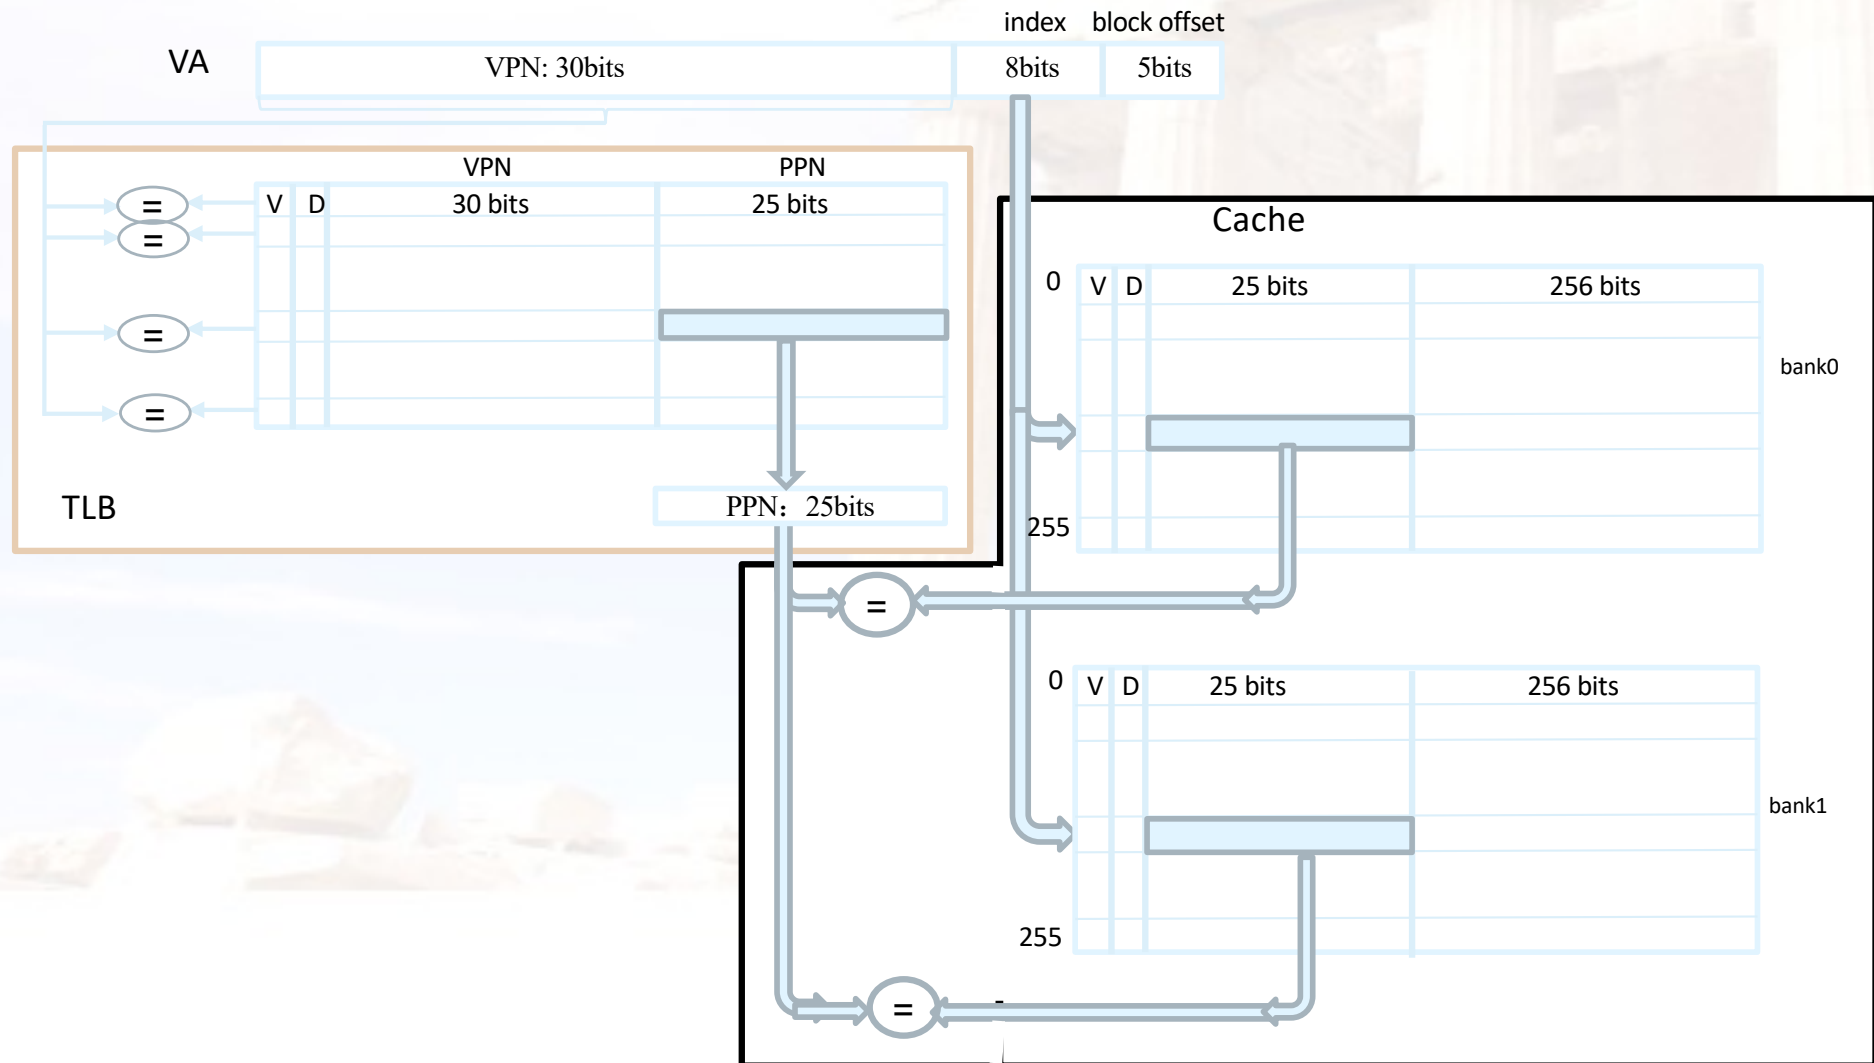 index block offset
VA
VPN: 30bits
8bits
5bits
VPN
PPN
=
V D
30 bits
25 bits
=
=
=
PPN： 25bits
TLB
Cache
0
V D
25 bits
256 bits
bank0
255
=
0
V D
25 bits
256 bits
bank1
255
=